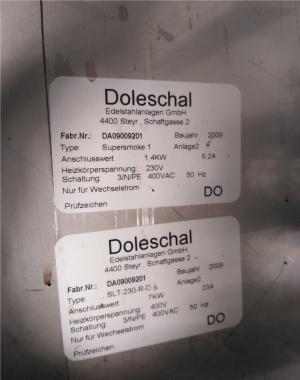 Doleschal
Edelstahlanlagen GmbH
4400 Steyr , Schaftgasse 2
Fabr.Nr.: DA09009201 Baujahr 2009
Type: Supersmoke 1 Anlage2
Anschlusswert 1.4KW 6.2A
Heizkörperspannung: 230V
Schaltung: 3/N/PE 400VAC 50 Hz
Nur für Wechselstrom DO
Prüfzeichen
Doleschal
Edelstahlanlagen GmbH
4400 Steyr , Schaftgasse 2
Fabr.Nr.: DA09009201 Baujahr 2009
Type: SLT-230-R-D Anlage2
Anschlusswert 7KW 23A
Heizkörperspannung 400V
Schaltung: 3/N/PE 400VAC 50 Hz
Nur für Wechselstrom DO
Prüfzeichen